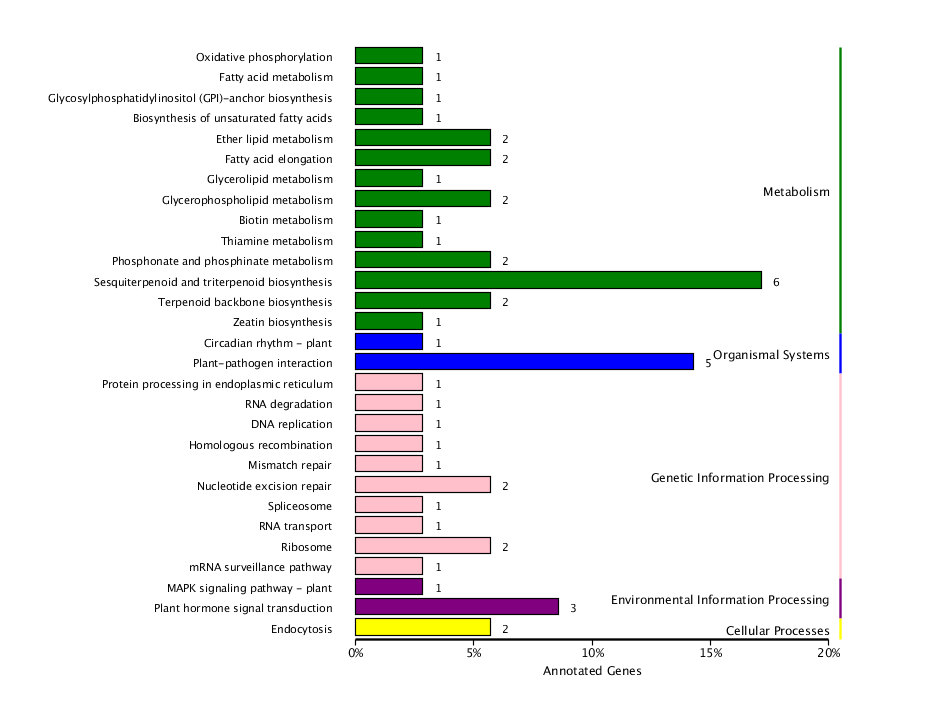 Oxidative phosphorylation 1
Fatty acid metabolism 1
Glycosylphosphatidylinositol (GPI)-anchor biosynthesis 1
Biosynthesis of unsaturated fatty acids 1
Ether lipid metabolism 2
Fatty acid elongation 2
Glycerolipid metabolism 1
Metabolism
Glycerophospholipid metabolism 2
Biotin metabolism 1
Thiamine metabolism 1
Phosphonate and phosphinate metabolism 2
Sesquiterpenoid and triterpenoid biosynthesis 6
Terpenoid backbone biosynthesis 2
Zeatin biosynthesis 1
Circadian rhythm - plant 1
Organismal Systems
Plant-pathogen interaction 5
Protein processing in endoplasmic reticulum 1
RNA degradation 1
DNA replication 1
Homologous recombination 1
Mismatch repair 1
Genetic Information Processing
Nucleotide excision repair 2
Spliceosome 1
RNA transport 1
Ribosome 2
mRNA surveillance pathway 1
MAPK signaling pathway - plant 1
Environmental Information Processing
Plant hormone signal transduction 3
Endocytosis 2
Cellular Processes
0% 5% 10% 15% 20%
Annotated Genes